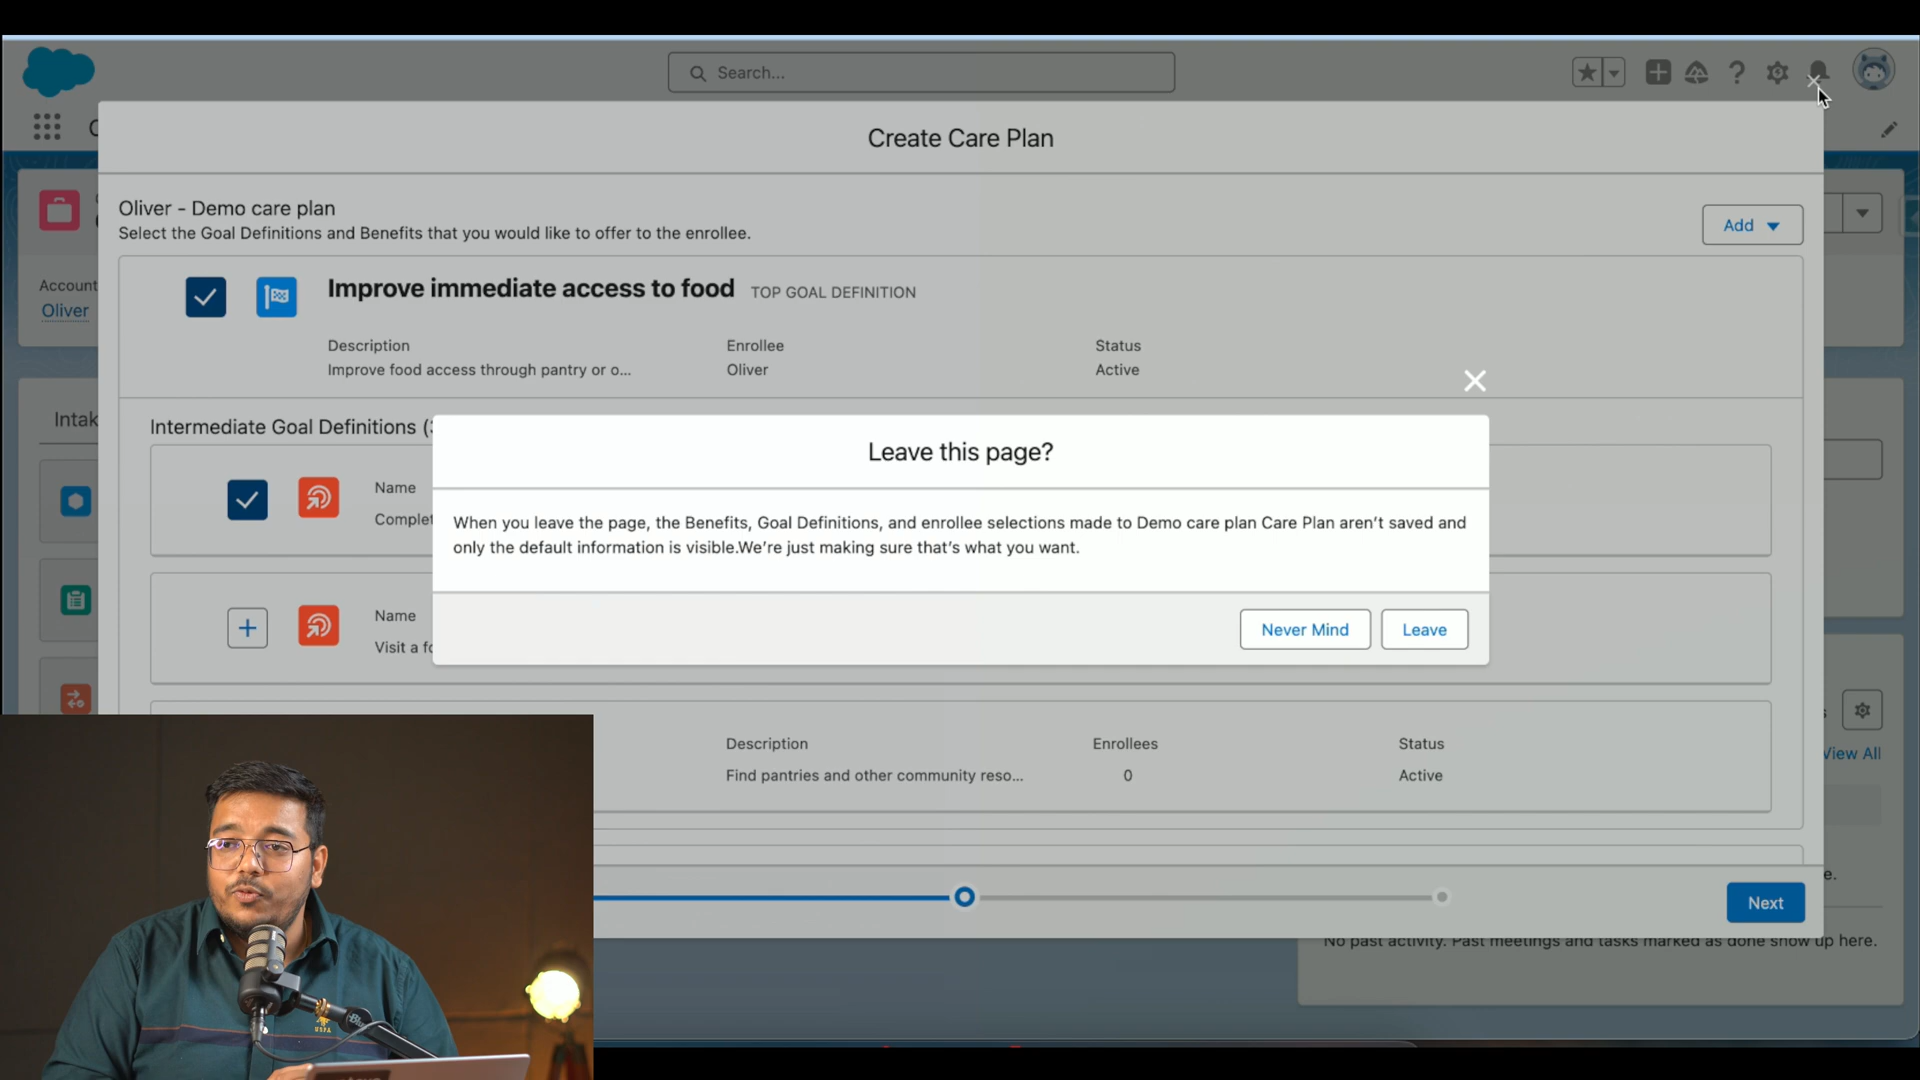 Search...
Create Care Plan
Oliver - Demo care plan
Select the Goal Definitions and Benefits that you would like to offer to the enrollee.
Add
Account
Oliver
Improve immediate access to food TOP GOAL DEFINITION
Description Enrollee Status
Improve food access through pantry or o... Oliver Active
Intak
Intermediate Goal Definitions (
Name
Complet
Leave this page?
When you leave the page, the Benefits, Goal Definitions, and enrollee selections made to Demo care plan Care Plan aren't saved and
only the default information is visible.We're just making sure that's what you want.
Never Mind Leave
Name
Visit a fo
Description Enrollees Status
Find pantries and other community reso... 0 Active
View All
Next
e.
No past activity. Past meetings and tasks marked as done show up here.
USPA
Blue